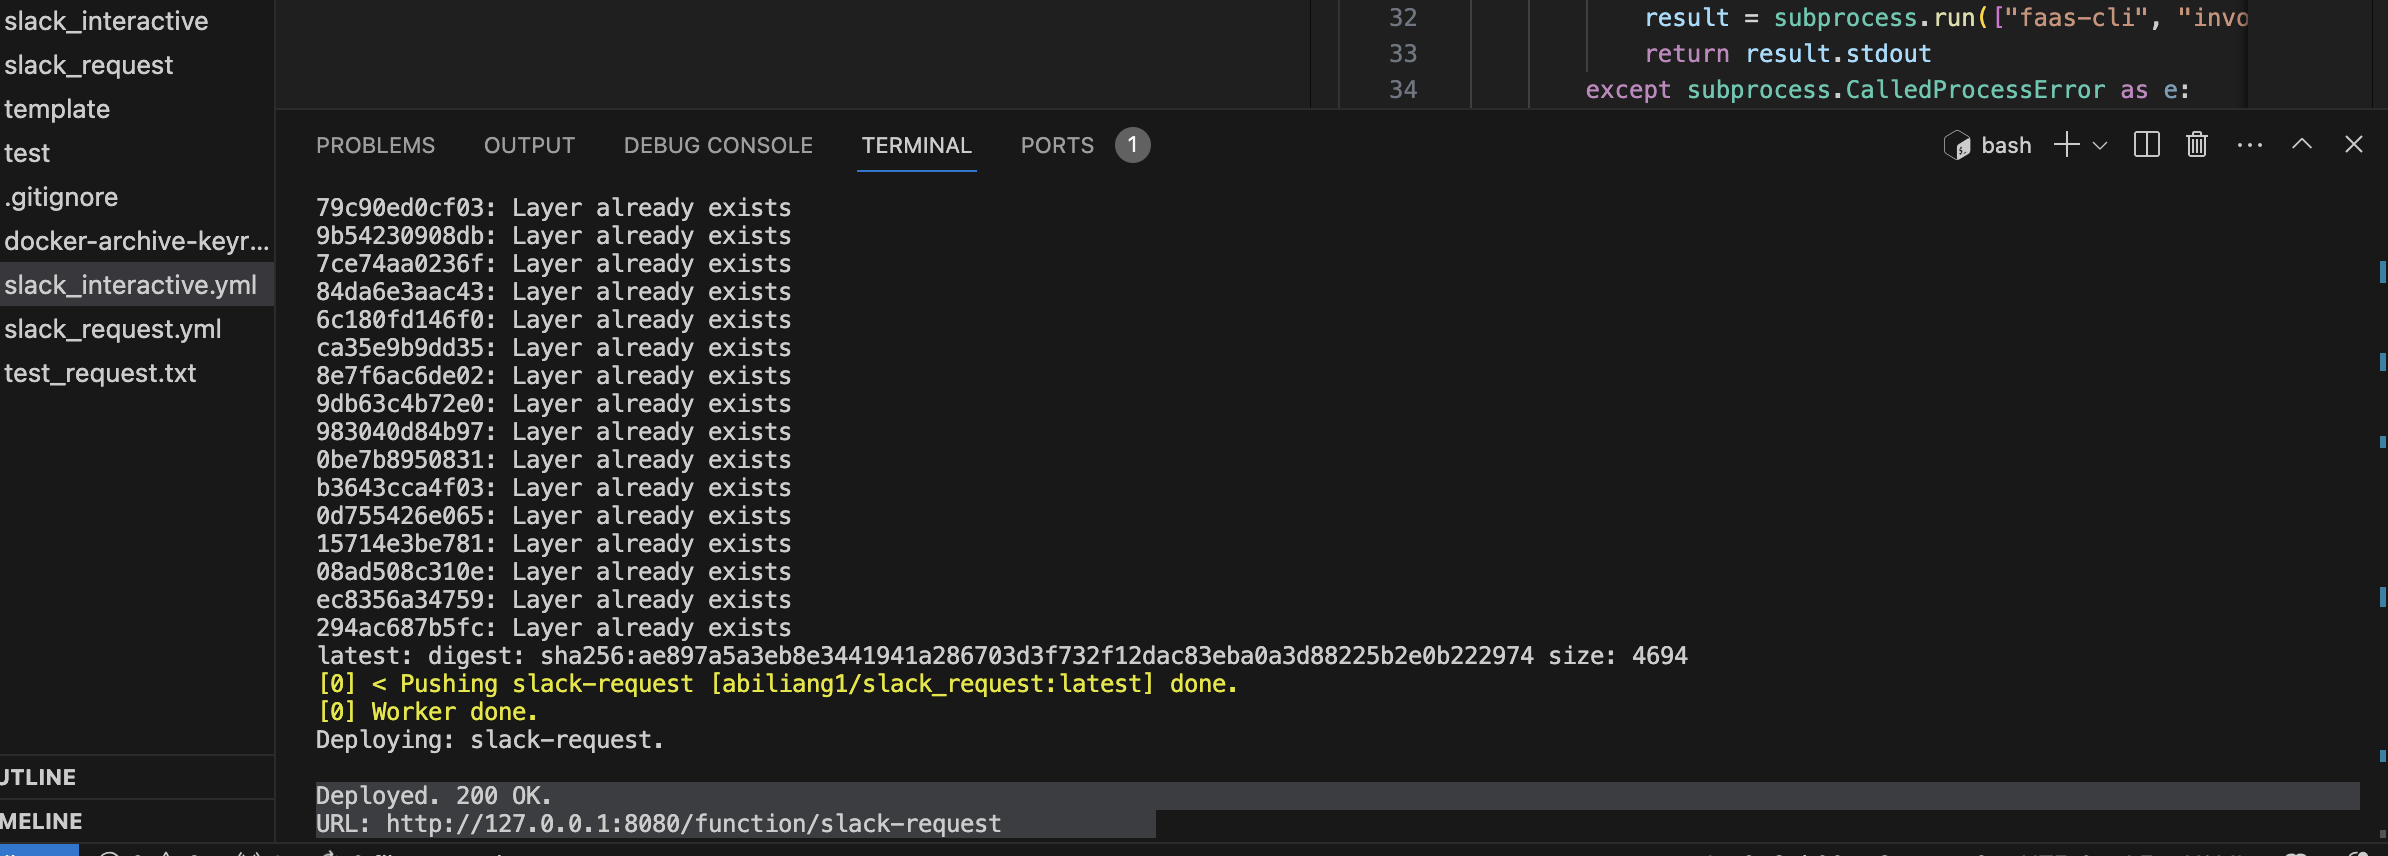 slack_interactive
slack_request
template
test
.gitignore
docker-archive-keyr...
slack_interactive.yml
slack_request.yml
test_request.txt
UTLINE
MELINE
32 result = subprocess.run(["faas-cli", "invo
33 return result.stdout
34 except subprocess.CalledProcessError as e:
PROBLEMS OUTPUT DEBUG CONSOLE TERMINAL PORTS 1 bash
79c90ed0cf03: Layer already exists
9b54230908db: Layer already exists
7ce74aa0236f: Layer already exists
84da6e3aac43: Layer already exists
6c180fd146f0: Layer already exists
ca35e9b9dd35: Layer already exists
8e7f6ac6de02: Layer already exists
9db63c4b72e0: Layer already exists
983040d84b97: Layer already exists
0be7b8950831: Layer already exists
b3643cca4f03: Layer already exists
0d755426e065: Layer already exists
15714e3be781: Layer already exists
08ad508c310e: Layer already exists
ec8356a34759: Layer already exists
294ac687b5fc: Layer already exists
latest: digest: sha256:ae897a5a3eb8e3441941a286703d3f732f12dac83eba0a3d88225b2e0b222974 size: 4694
[0] < Pushing slack-request [abiliang1/slack_request:latest] done.
[0] Worker done.
Deploying: slack-request.
Deployed. 200 OK.
URL: http://127.0.0.1:8080/function/slack-request